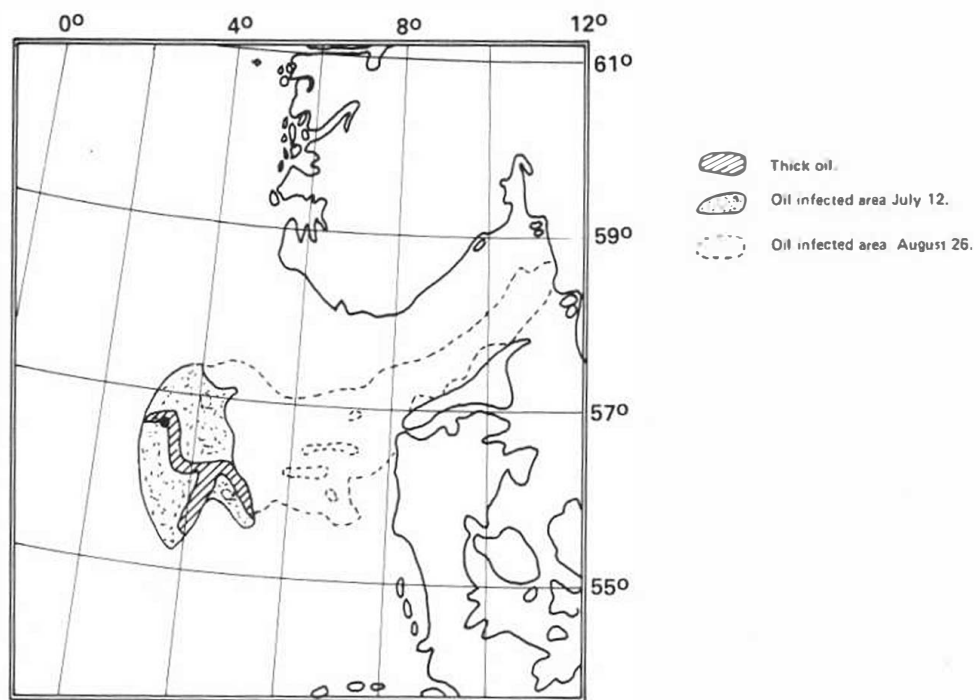 0° 4° 8° 12°
61°
Thick oil.
Oil infected area July 12.
59°
Oil infected area August 26.
57°
55°